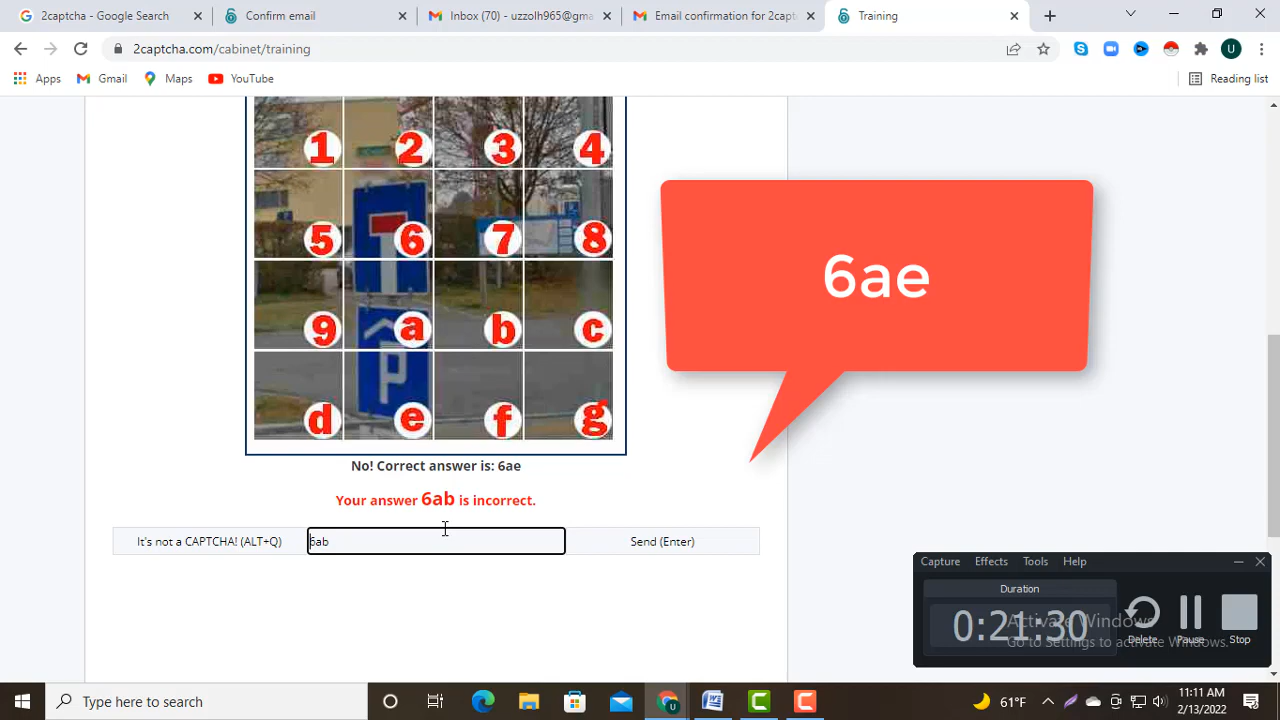 2captcha - Google Search
Confirm email
Inbox (70) - uzzolh965@gma
Email confirmation for 2capt
Training
2captcha.com/cabinet/training
U
Apps
Gmail
Maps
YouTube
Reading list
1
2
3
4
5
6
7
8
9
a
b
c
P
d
e
f
g
6ae
No! Correct answer is: 6ae
Your answer 6ab is incorrect.
It's not a CAPTCHA! (ALT+Q)
6ab
Send (Enter)
Capture
Effects
Tools
Help
Duration
0:21:30
Delete
Pause
Stop
Activate Windows
Go to Settings to activate Windows.
Type here to search
61°F
11:11 AM
2/13/2022